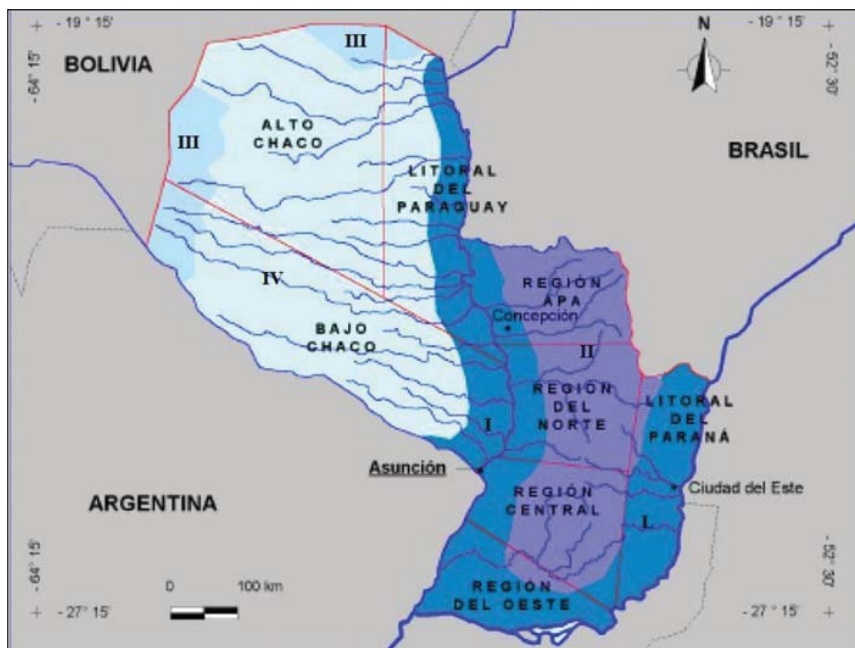 - 19 ° 15'
- 19 ° 15'
- 64° 15'
- 52° 30'
N
BOLIVIA
BRASIL
III
III
ALTO
CHACO
LITORAL
DEL
PARAGUAY
IV
BAJO
CHACO
REGIÓN
APA
Concepción
II
REGIÓN
DEL
NORTE
LITORAL
DEL
PARANÁ
I
Asunción
Ciudad del Este
REGIÓN
CENTRAL
L
ARGENTINA
REGIÓN
DEL OESTE
0 100 km
- 64° 15'
- 52° 30'
- 27° 15'
- 27° 15'